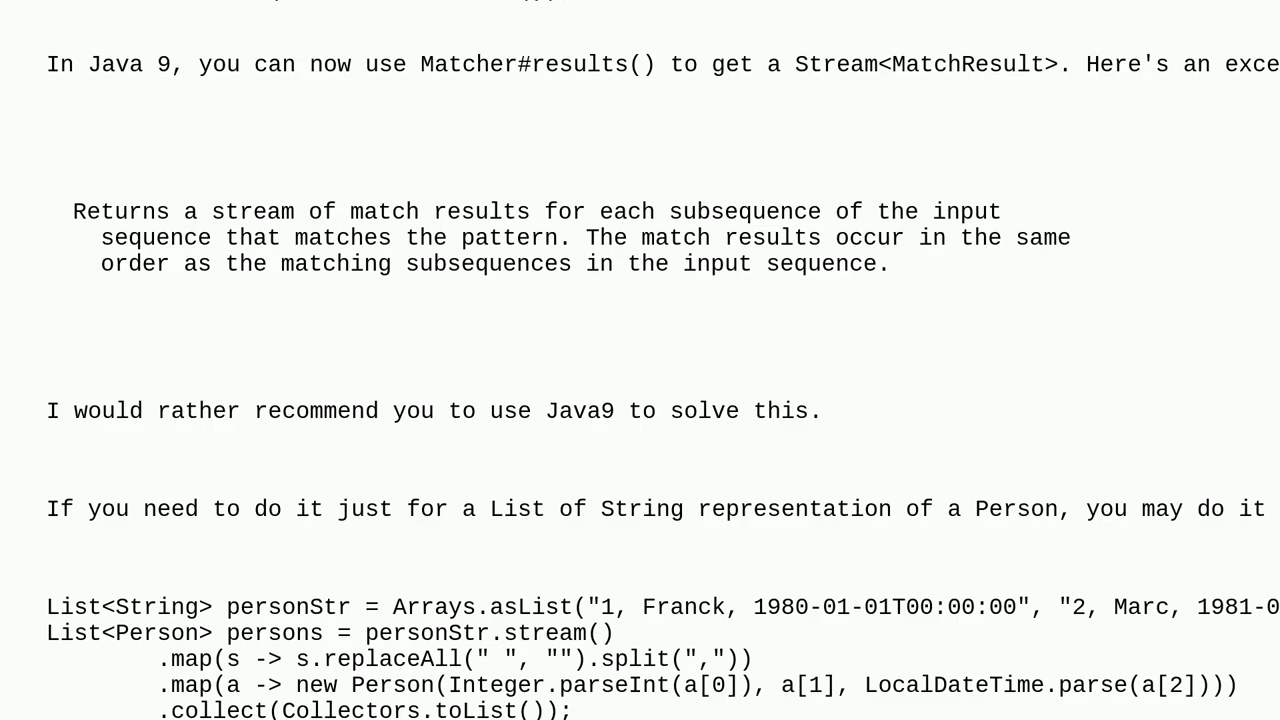 In Java 9, you can now use Matcher#results() to get a Stream<MatchResult>. Here's an exce
Returns a stream of match results for each subsequence of the input
sequence that matches the pattern. The match results occur in the same
order as the matching subsequences in the input sequence.
I would rather recommend you to use Java9 to solve this.
If you need to do it just for a List of String representation of a Person, you may do it
List<String> personStr = Arrays.asList("1, Franck, 1980-01-01T00:00:00", "2, Marc, 1981-0
List<Person> persons = personStr.stream()
        .map(s -> s.replaceAll(" ", "").split(","))
        .map(a -> new Person(Integer.parseInt(a[0]), a[1], LocalDateTime.parse(a[2])))
        .collect(Collectors.toList());